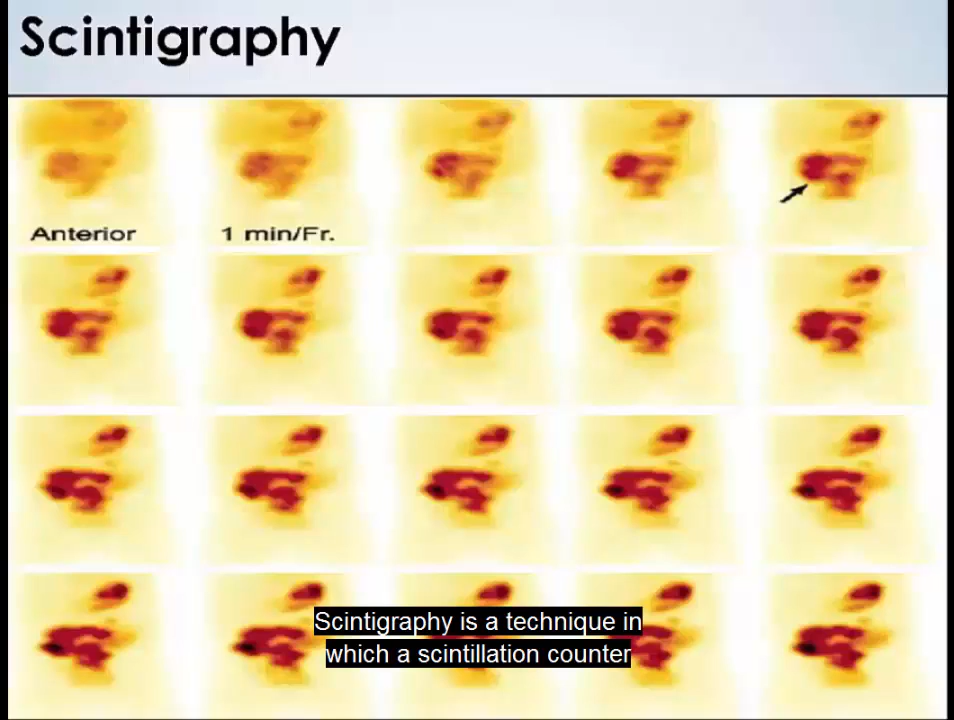 Scintigraphy
Anterior
1 min/Fr.
Scintigraphy is a technique in
which a scintillation counter